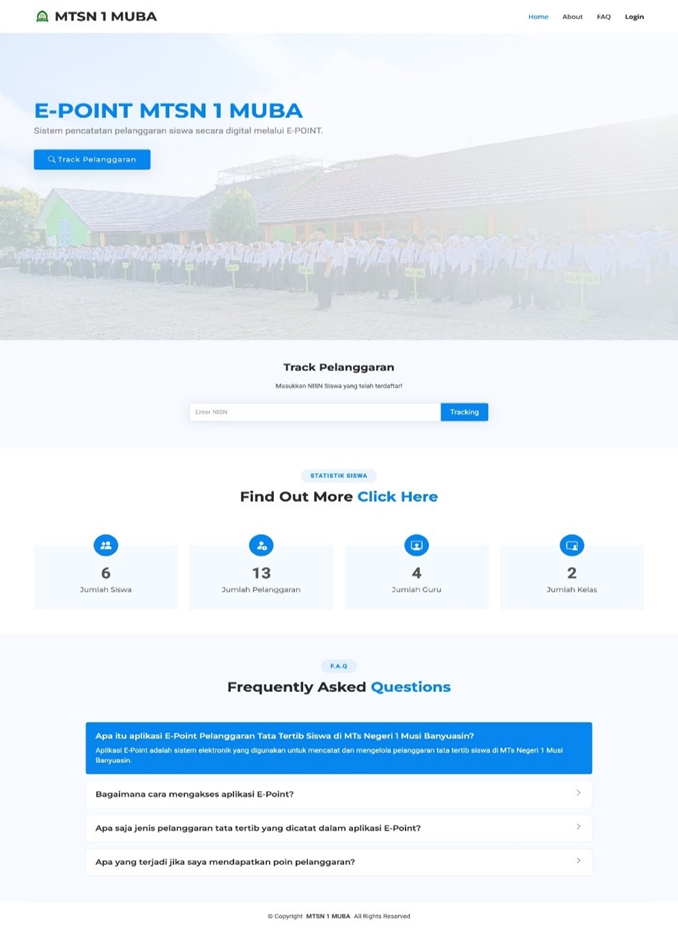 MTSN 1 MUBA
Home About FAQ Login
E-POINT MTSN 1 MUBA
Sistem pencatatan pelanggaran siswa secara digital melalui E-POINT.
Track Pelanggaran
Track Pelanggaran
Masukkan NISN Siswa yang telah terdaftar!
Enter NISN Tracking
STATISTIK SISWA
Find Out More Click Here
6 13 4 2
Jumlah Siswa Jumlah Pelanggaran Jumlah Guru Jumlah Kelas
F.A.Q
Frequently Asked Questions
Apa itu aplikasi E-Point Pelanggaran Tata Tertib Siswa di MTs Negeri 1 Musi Banyuasin?
Aplikasi E-Point adalah sistem elektronik yang digunakan untuk mencatat dan mengelola pelanggaran tata tertib siswa di MTs Negeri 1 Musi
Banyuasin.
Bagaimana cara mengakses aplikasi E-Point?
Apa saja jenis pelanggaran tata tertib yang dicatat dalam aplikasi E-Point?
Apa yang terjadi jika saya mendapatkan poin pelanggaran?
© Copyright MTSN 1 MUBA All Rights Reserved